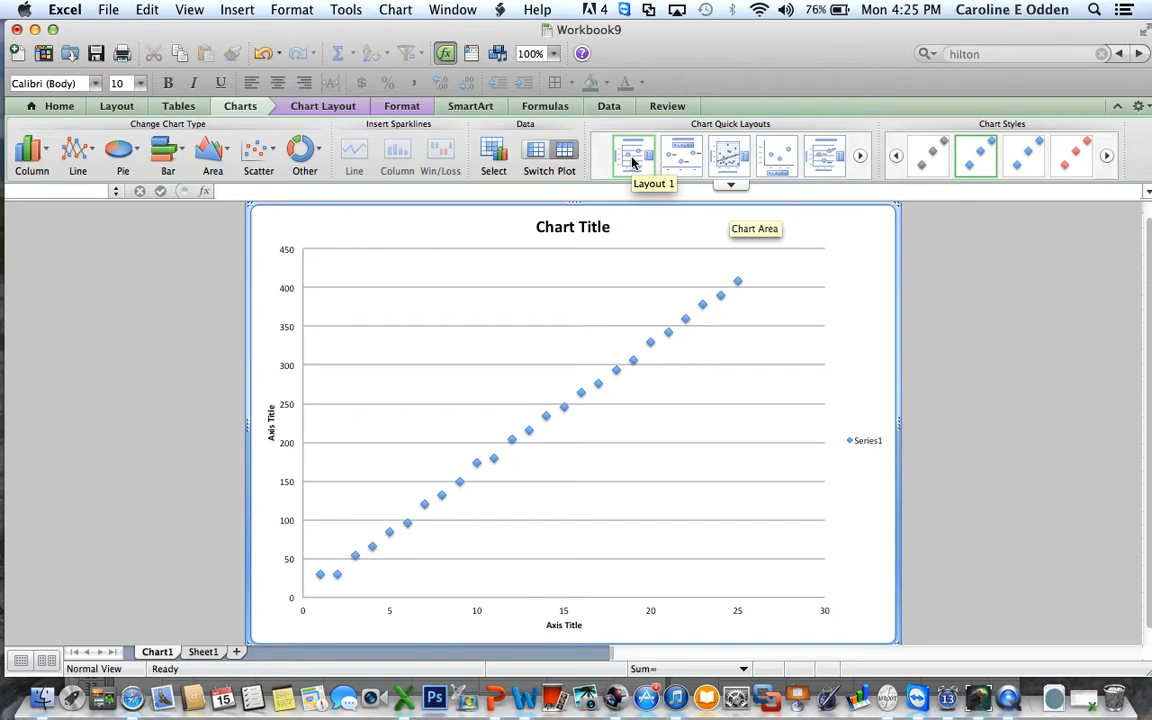 Excel File Edit View Insert Format Tools Chart Window Help 4 76% Mon 4:25 PM Caroline E Odden
Workbook9
100% hilton
Calibri (Body) 10 B I U
Home Layout Tables Charts Chart Layout Format SmartArt Formulas Data Review
Change Chart Type Insert Sparklines Data Chart Quick Layouts Chart Styles
Column Line Pie Bar Area Scatter Other Line Column Win/Loss Select Switch Plot
Layout 1
fx
Chart Title
Chart Area
450
400
350
300
250
200
150
100
50
0
Axis Title
Series1
0 5 10 15 20 25 30
Axis Title
Chart1 Sheet1
Normal View Ready Sum=